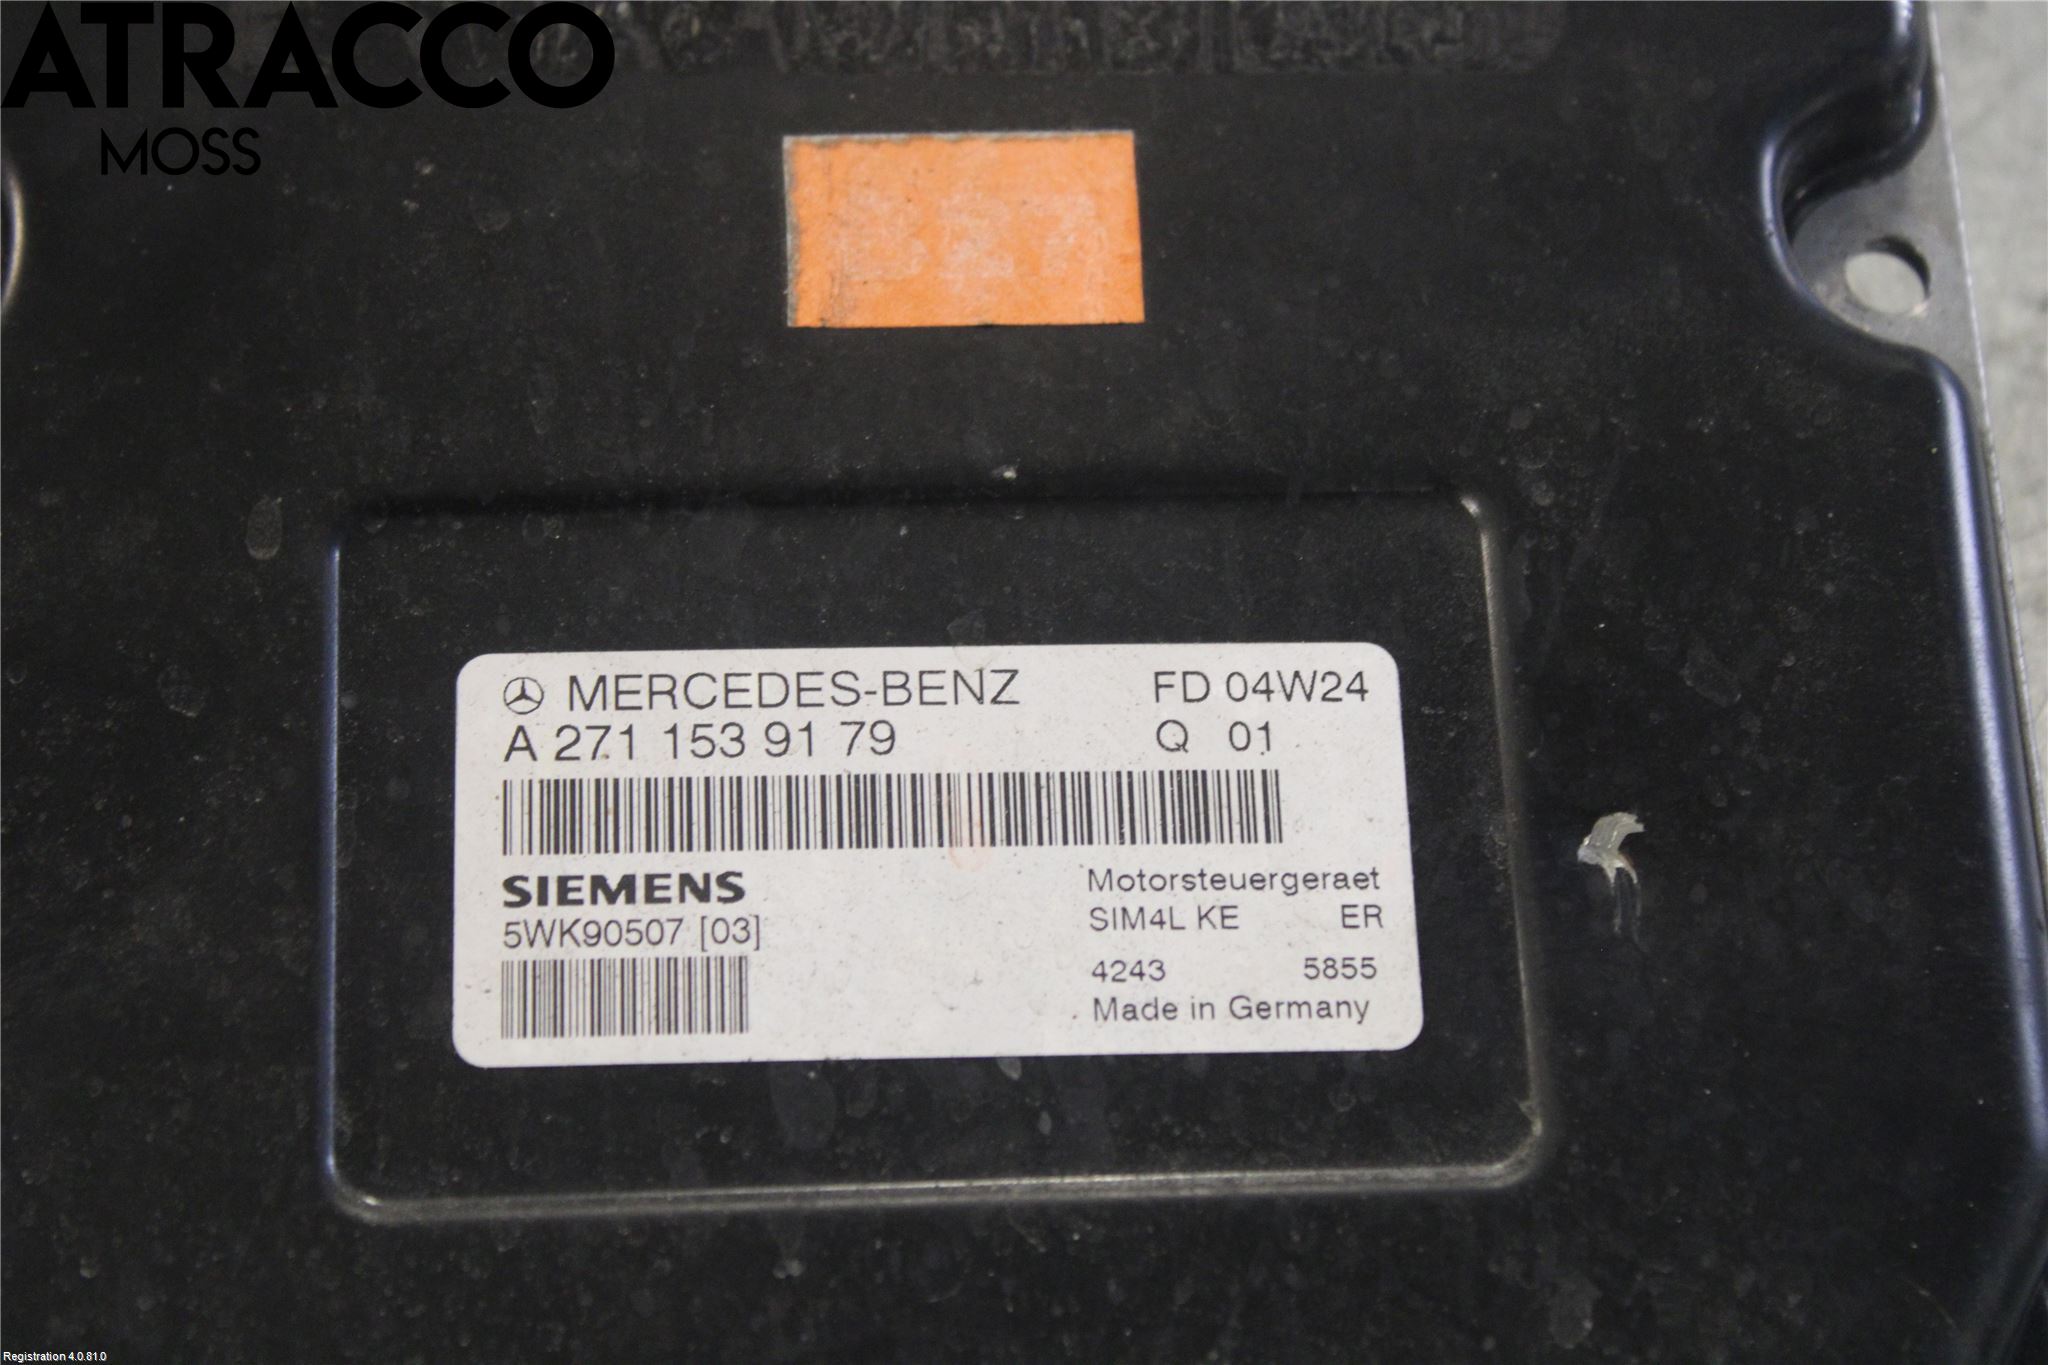 ATRACCO
MOSS
MERCEDES-BENZ FD 04W24
A 271 153 91 79 Q 01
SIEMENS Motorsteuergeraet
5WK90507 [03] SIM4L KE ER
4243 5855
Made in Germany
Registration 4.0.81.0